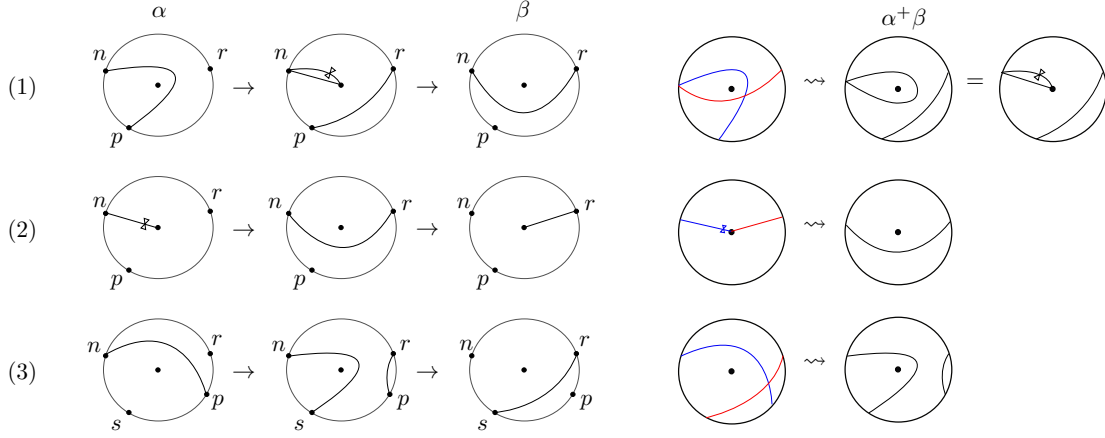 α β α⁺β
(1) n r p → n r p → n r p ⇝ =
(2) n r p → n r p → n r p ⇝
(3) n r p s → n r p s → n r p s ⇝